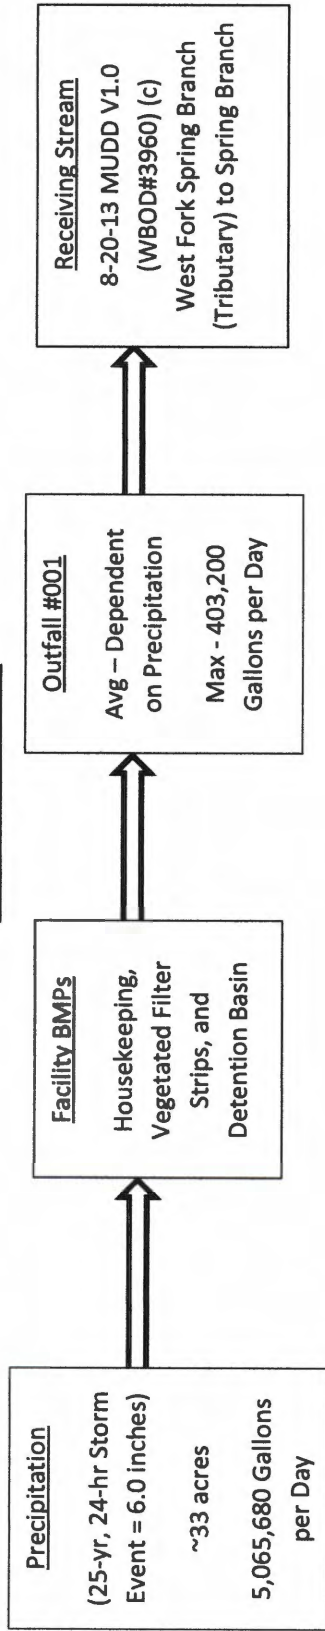 Precipitation
(25-yr, 24-hr Storm
Event = 6.0 inches)
~33 acres
5,065,680 Gallons
per Day
Facility BMPs
Housekeeping,
Vegetated Filter
Strips, and
Detention Basin
Outfall #001
Avg – Dependent
on Precipitation
Max - 403,200
Gallons per Day
Receiving Stream
8-20-13 MUDD V1.0
(WBOD#3960) (c)
West Fork Spring Branch
(Tributary) to Spring Branch